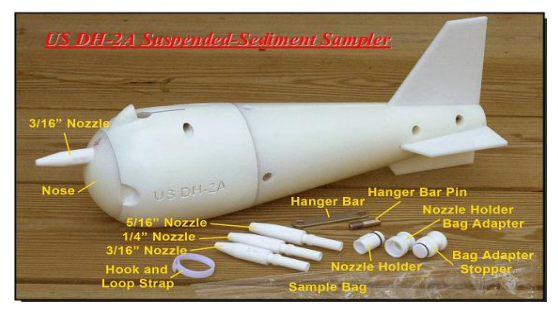 US DH-2A Suspended-Sediment Sampler
3/16" Nozzle
Nose
US DH-2A
Hanger Bar
Hanger Bar Pin
5/16" Nozzle
1/4" Nozzle
3/16" Nozzle
Nozzle Holder
Bag Adapter
Hook and
Loop Strap
Nozzle Holder
Bag Adapter
Stopper
Sample Bag